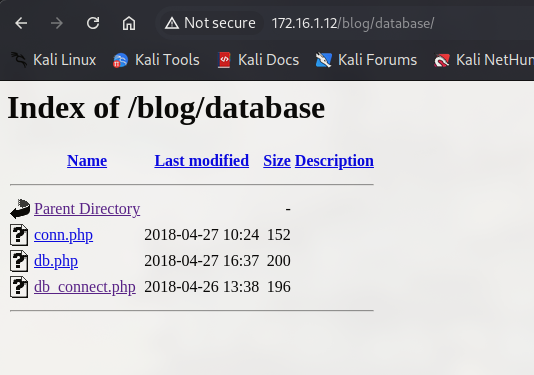 Not secure 172.16.1.12/blog/database/
Kali Linux Kali Tools Kali Docs Kali Forums Kali NetHun
Index of /blog/database
Name Last modified Size Description
Parent Directory -
conn.php 2018-04-27 10:24 152
db.php 2018-04-27 16:37 200
db_connect.php 2018-04-26 13:38 196